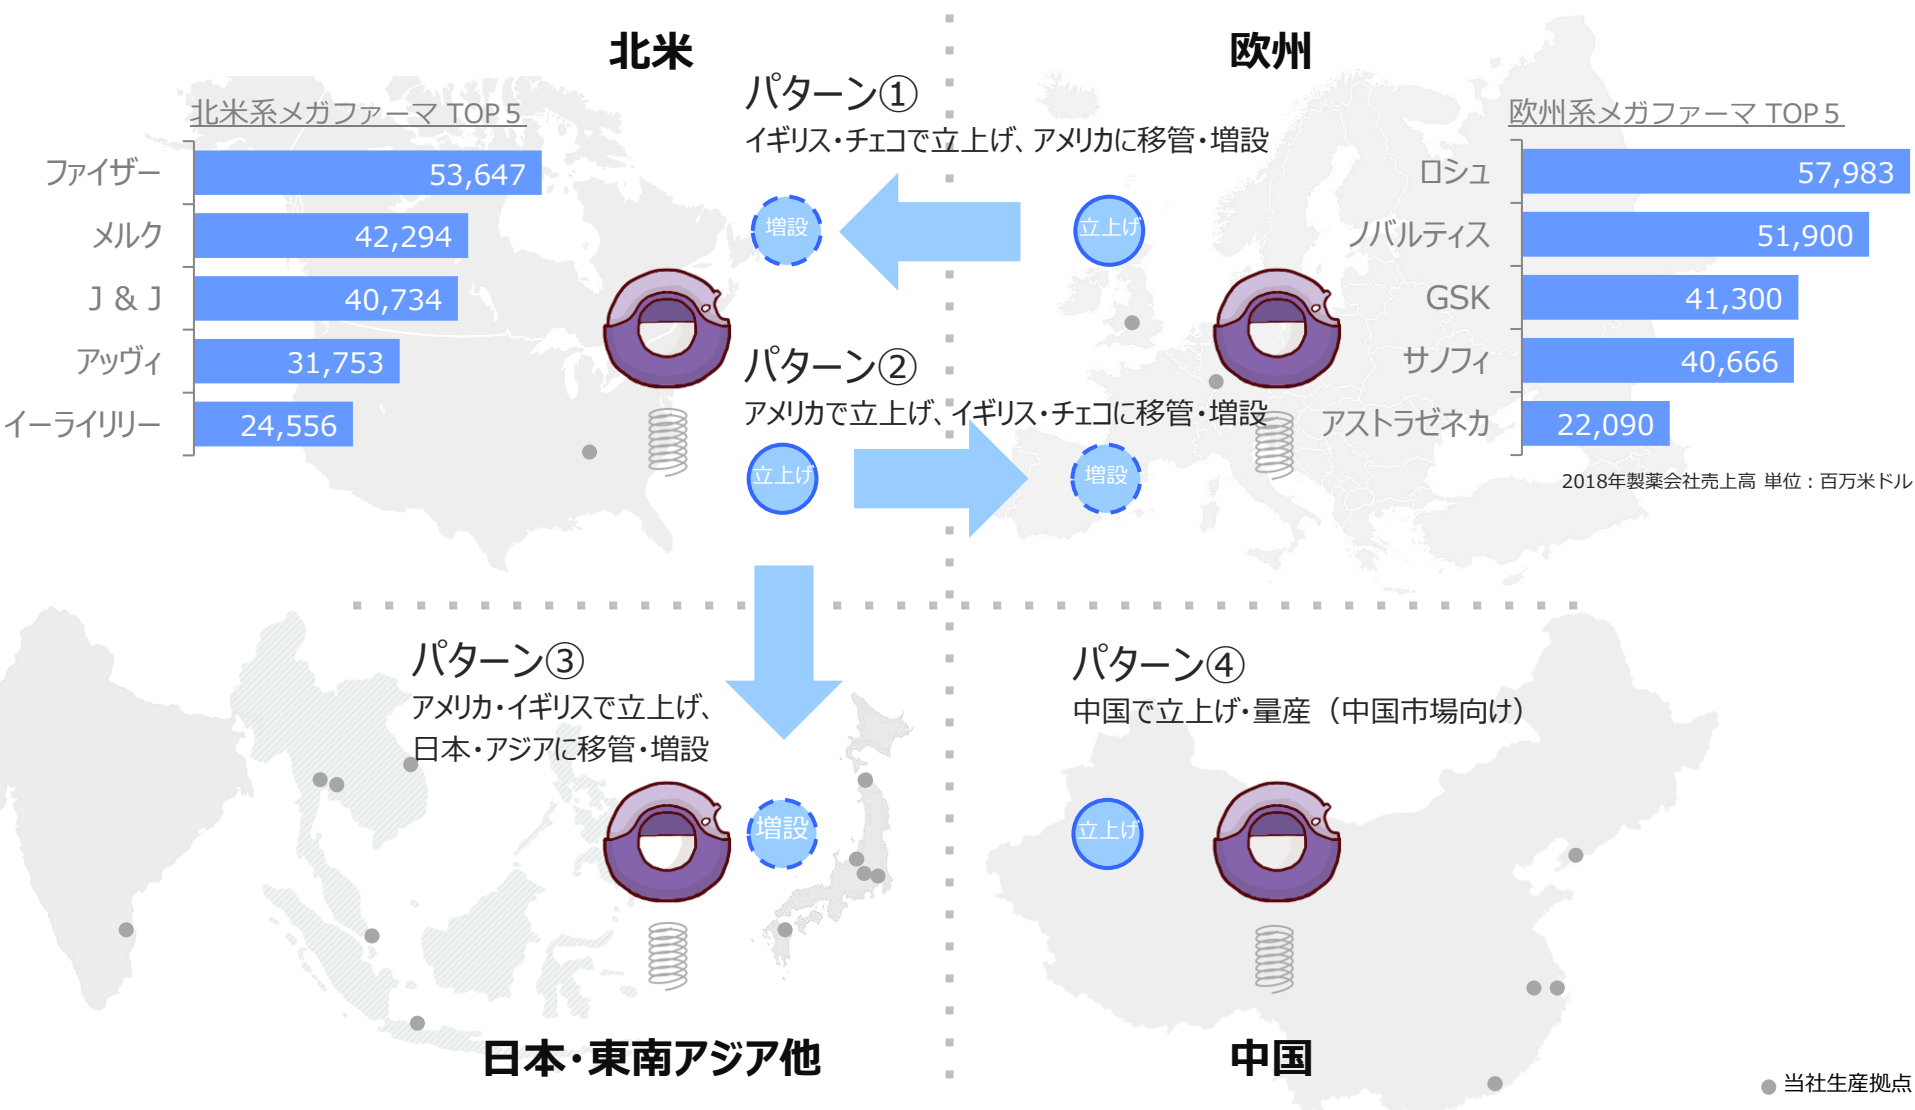 北米
欧州
北米系メガファーマ TOP5
ファイザー 53,647
メルク 42,294
J & J 40,734
アッヴィ 31,753
イーライリリー 24,556
パターン①
イギリス・チェコで立上げ、アメリカに移管・増設
増設
立上げ
パターン②
アメリカで立上げ、イギリス・チェコに移管・増設
立上げ
増設
欧州系メガファーマ TOP5
ロシュ 57,983
ノバルティス 51,900
GSK 41,300
サノフィ 40,666
アストラゼネカ 22,090
2018年製薬会社売上高 単位：百万米ドル
パターン③
アメリカ・イギリスで立上げ、
日本・アジアに移管・増設
増設
日本・東南アジア他
パターン④
中国で立上げ・量産（中国市場向け）
立上げ
中国
当社生産拠点